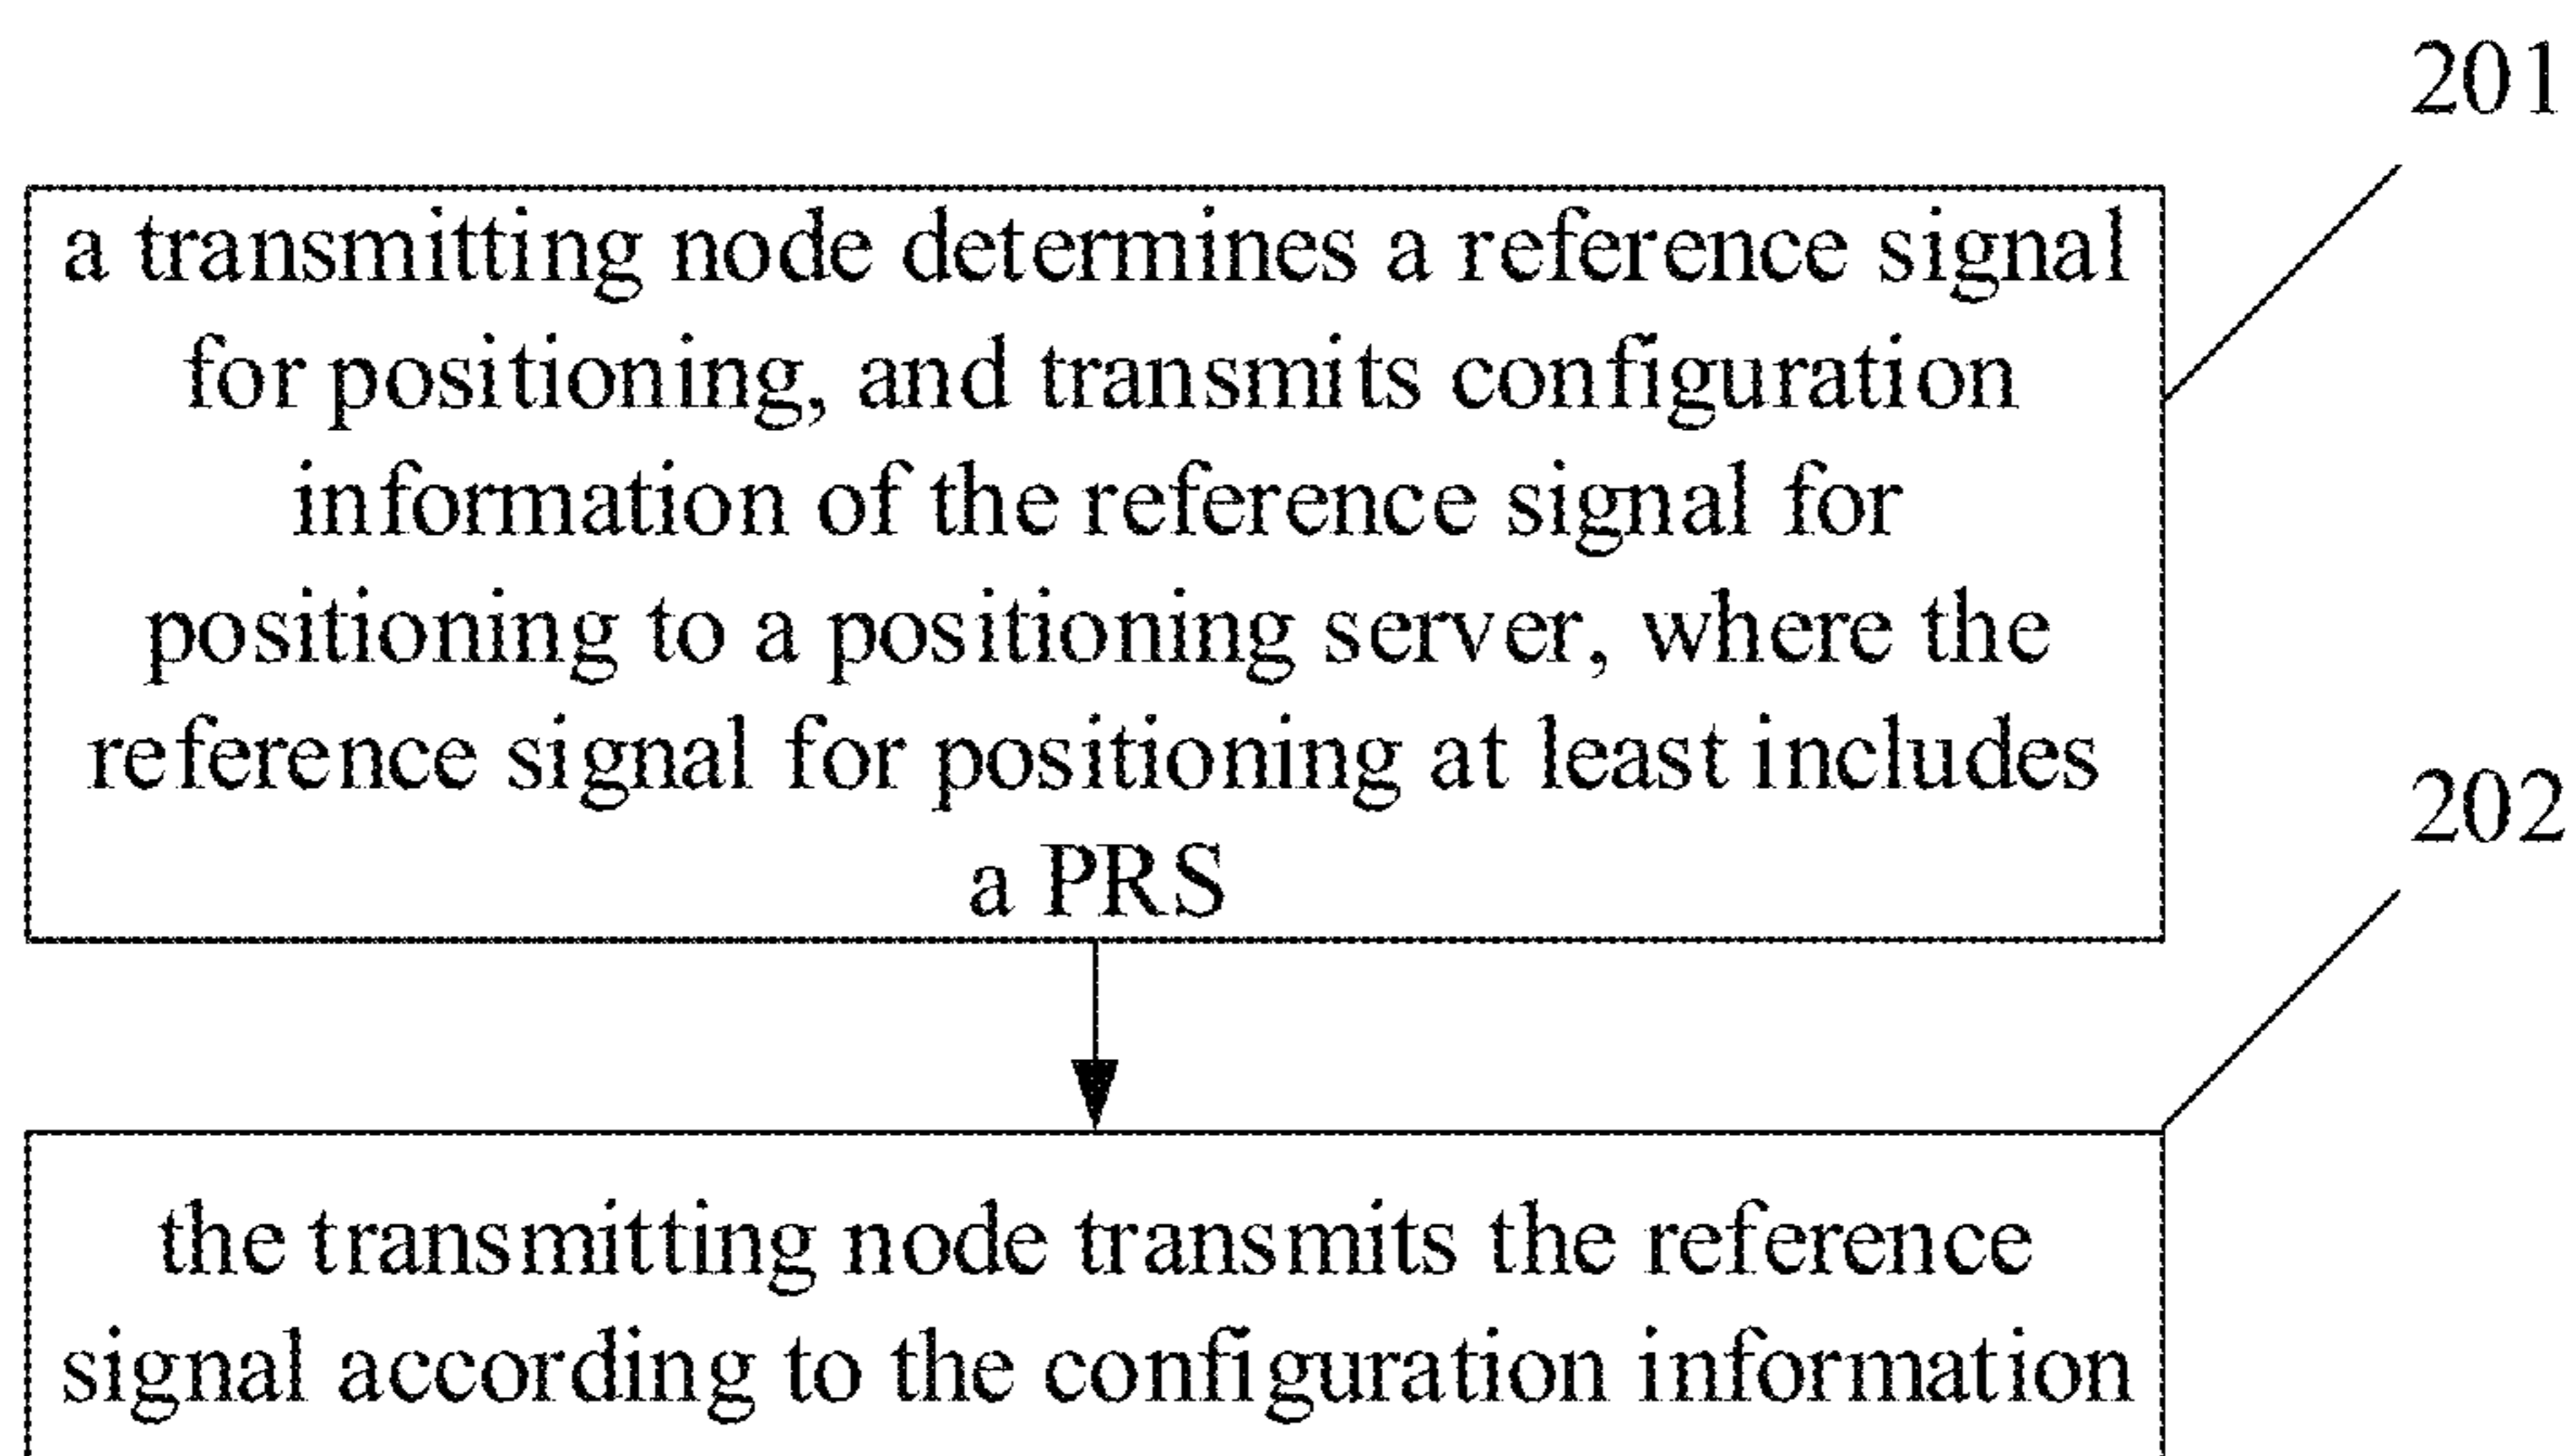 201
a transmitting node determines a reference signal
for positioning, and transmits configuration
information of the reference signal for
positioning to a positioning server, where the
reference signal for positioning at least includes
a PRS
202
the transmitting node transmits the reference
signal according to the configuration information